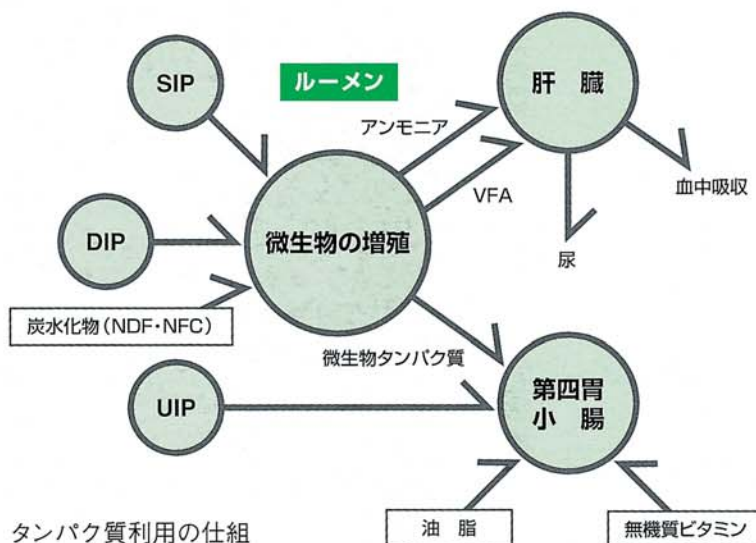 SIP
ルーメン
肝 臓
アンモニア
VFA
血中吸収
DIP
微生物の増殖
尿
炭水化物(NDF・NFC)
微生物タンパク質
UIP
第四胃
小 腸
タンパク質利用の仕組
油 脂
無機質ビタミン